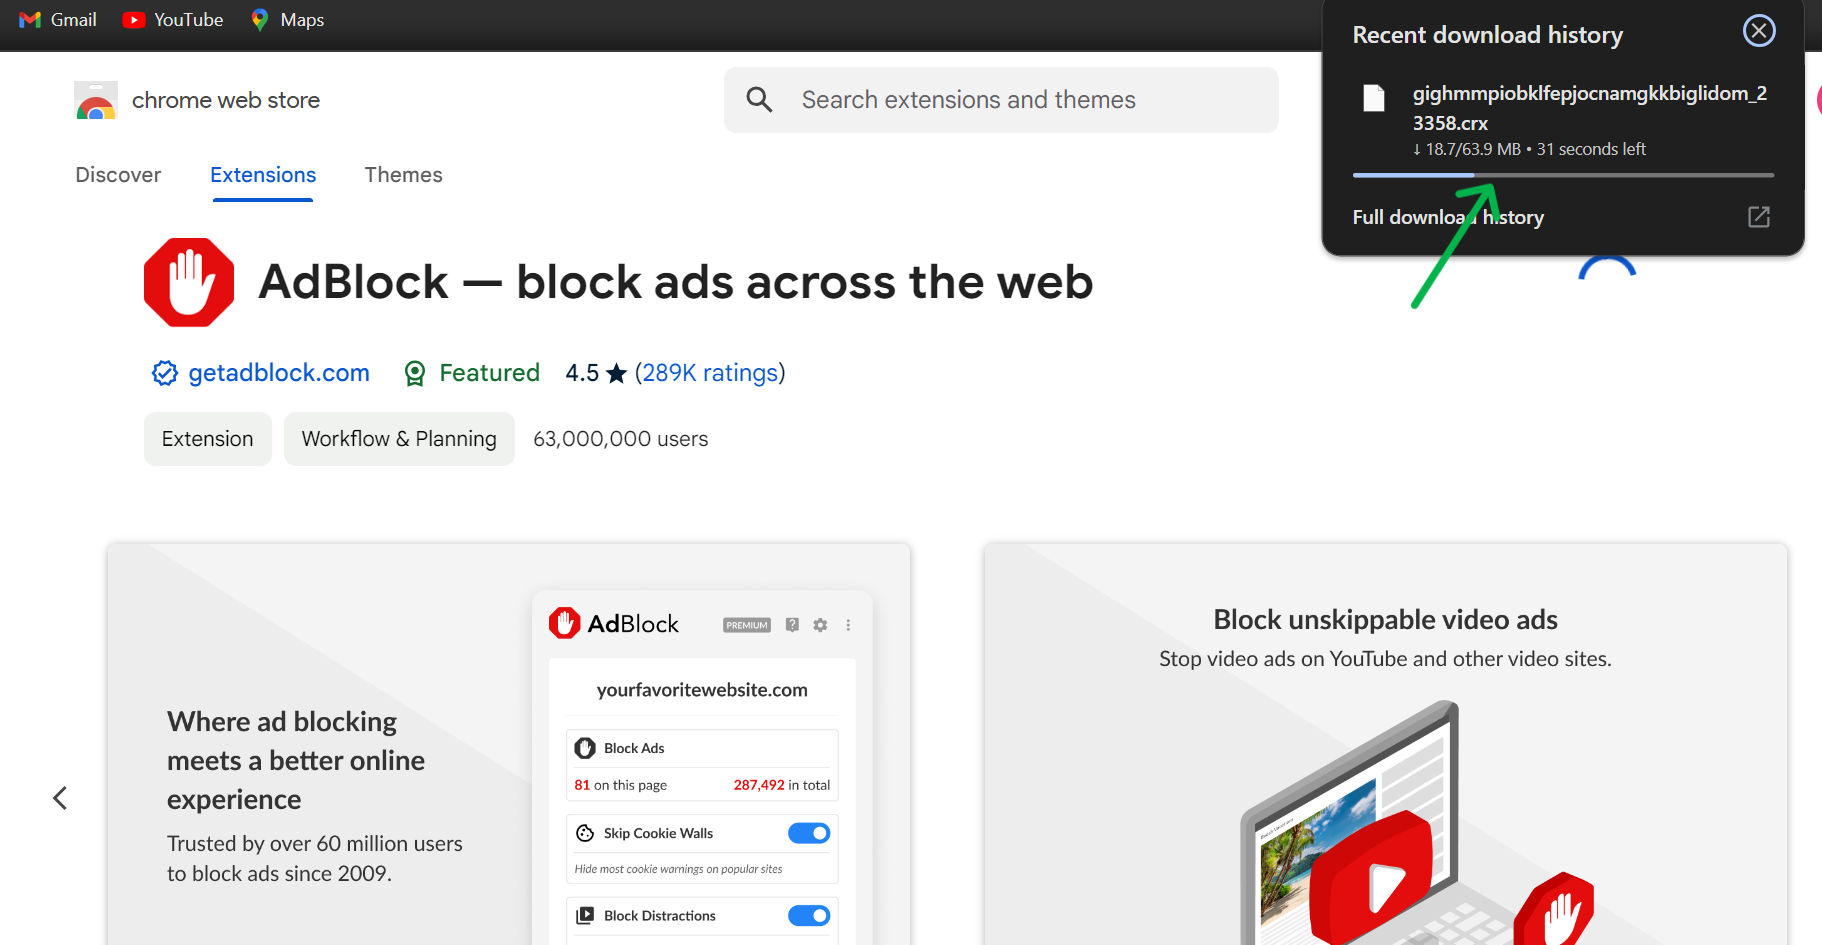 Gmail
YouTube
Maps
Recent download history
gighmmpiobklfepjocnamgkkbiglidom_2
3358.crx
↓ 18.7/63.9 MB • 31 seconds left
Full download history
chrome web store
Search extensions and themes
Discover
Extensions
Themes
AdBlock — block ads across the web
getadblock.com
Featured
4.5 ★ (289K ratings)
Extension
Workflow & Planning
63,000,000 users
Where ad blocking
meets a better online
experience
Trusted by over 60 million users
to block ads since 2009.
AdBlock
PREMIUM
?
yourfavoritewebsite.com
Block Ads
81 on this page
287,492 in total
Skip Cookie Walls
Hide most cookie warnings on popular sites
Block Distractions
Block unskippable video ads
Stop video ads on YouTube and other video sites.